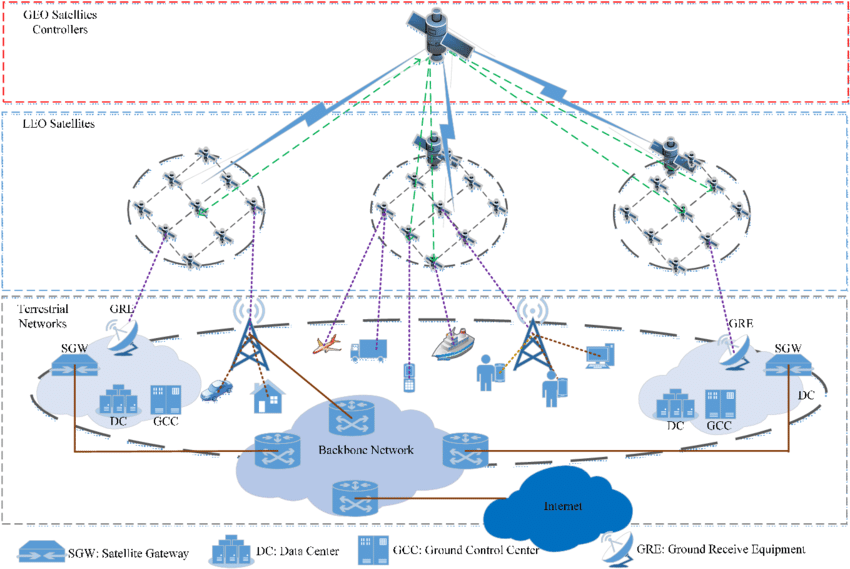 GEO Satellites
Controllers
LEO Satellites
Terrestrial
Networks
GRE
SGW
DC
GCC
GRE
SGW
DC
DC
GCC
Backbone Network
Internet
SGW: Satellite Gateway
DC: Data Center
GCC: Ground Control Center
GRE: Ground Receive Equipment